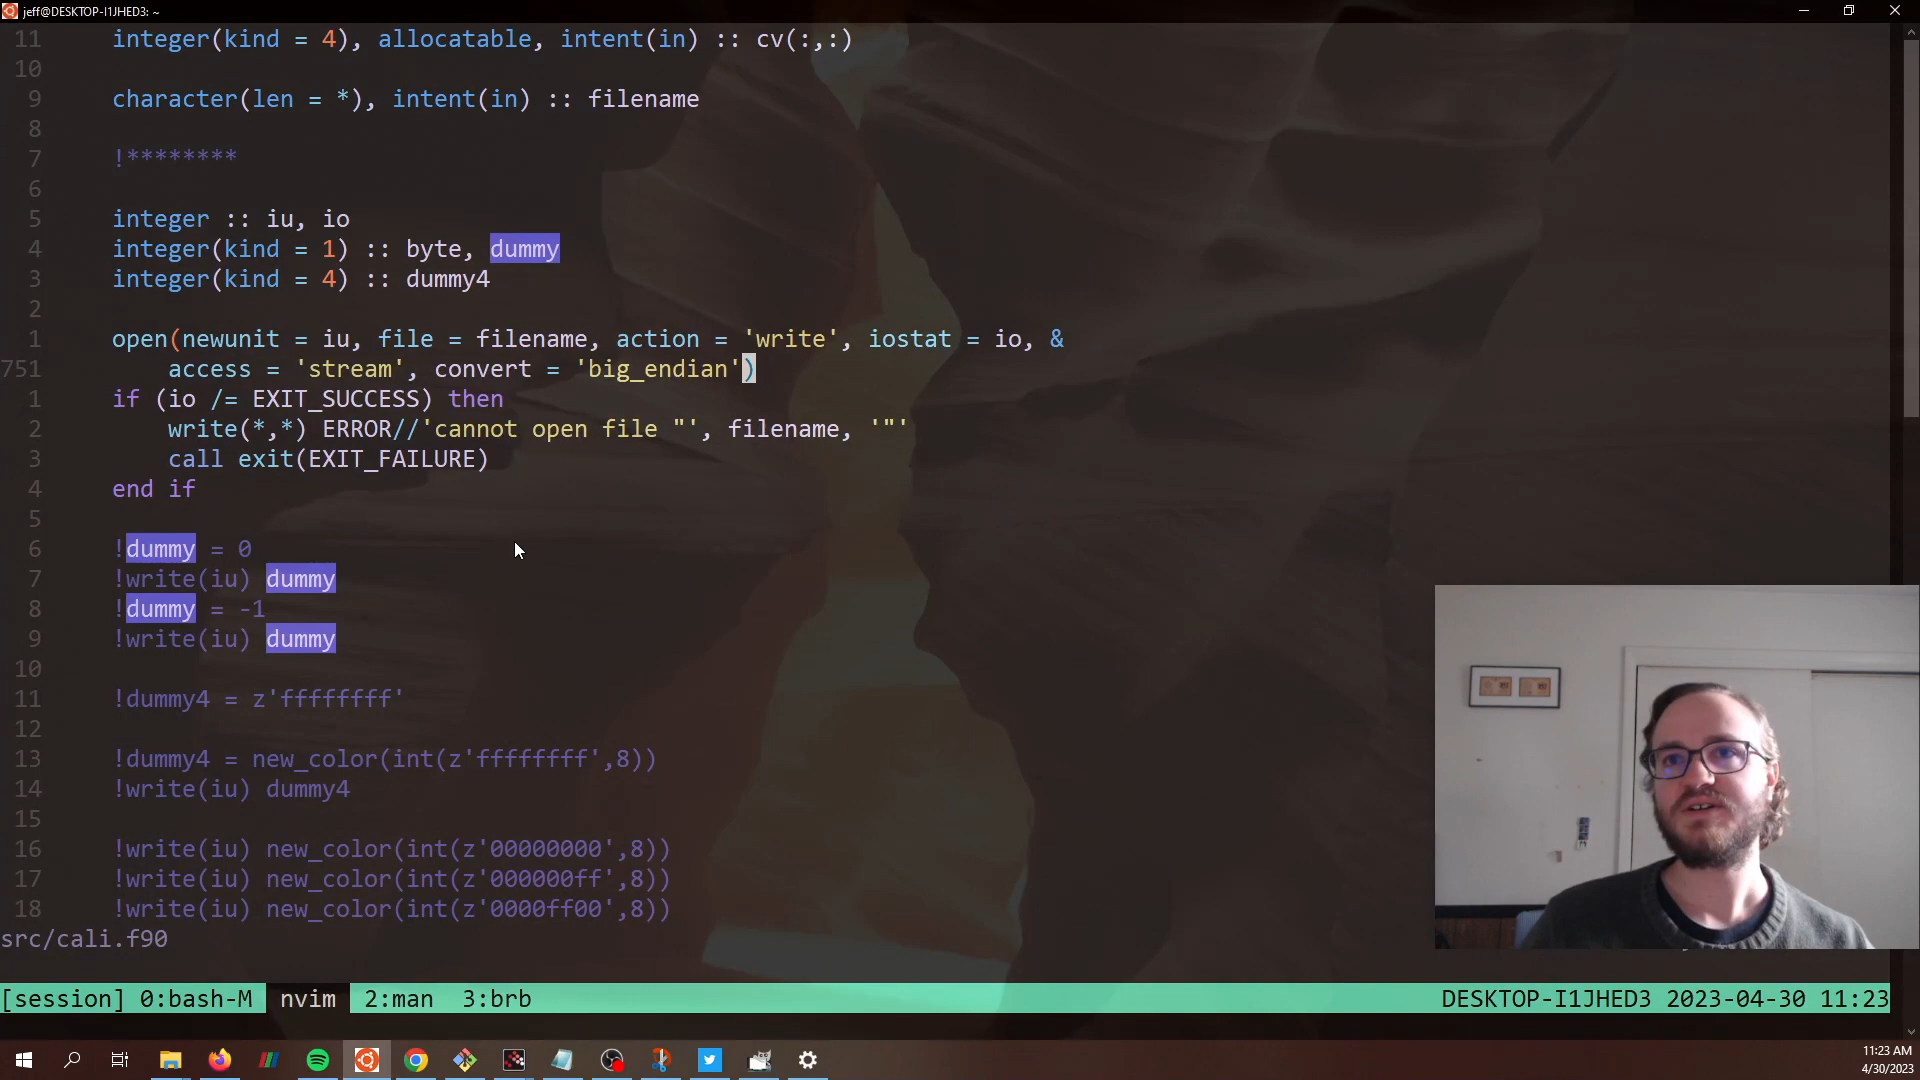 jeff@DESKTOP-I1JHED3: ~
11 integer(kind = 4), allocatable, intent(in) :: cv(:,:)
10
9 character(len = *), intent(in) :: filename
8
7 !********
6
5 integer :: iu, io
4 integer(kind = 1) :: byte, dummy
3 integer(kind = 4) :: dummy4
2
1 open(newunit = iu, file = filename, action = 'write', iostat = io, &
751 access = 'stream', convert = 'big_endian')
1 if (io /= EXIT_SUCCESS) then
2 write(*,*) ERROR//'cannot open file "', filename, '"'
3 call exit(EXIT_FAILURE)
4 end if
5
6 !dummy = 0
7 !write(iu) dummy
8 !dummy = -1
9 !write(iu) dummy
10
11 !dummy4 = z'ffffffff'
12
13 !dummy4 = new_color(int(z'ffffffff',8))
14 !write(iu) dummy4
15
16 !write(iu) new_color(int(z'00000000',8))
17 !write(iu) new_color(int(z'000000ff',8))
18 !write(iu) new_color(int(z'0000ff00',8))
src/cali.f90
[session] 0:bash-M nvim 2:man 3:brb DESKTOP-I1JHED3 2023-04-30 11:23
11:23 AM
4/30/2023